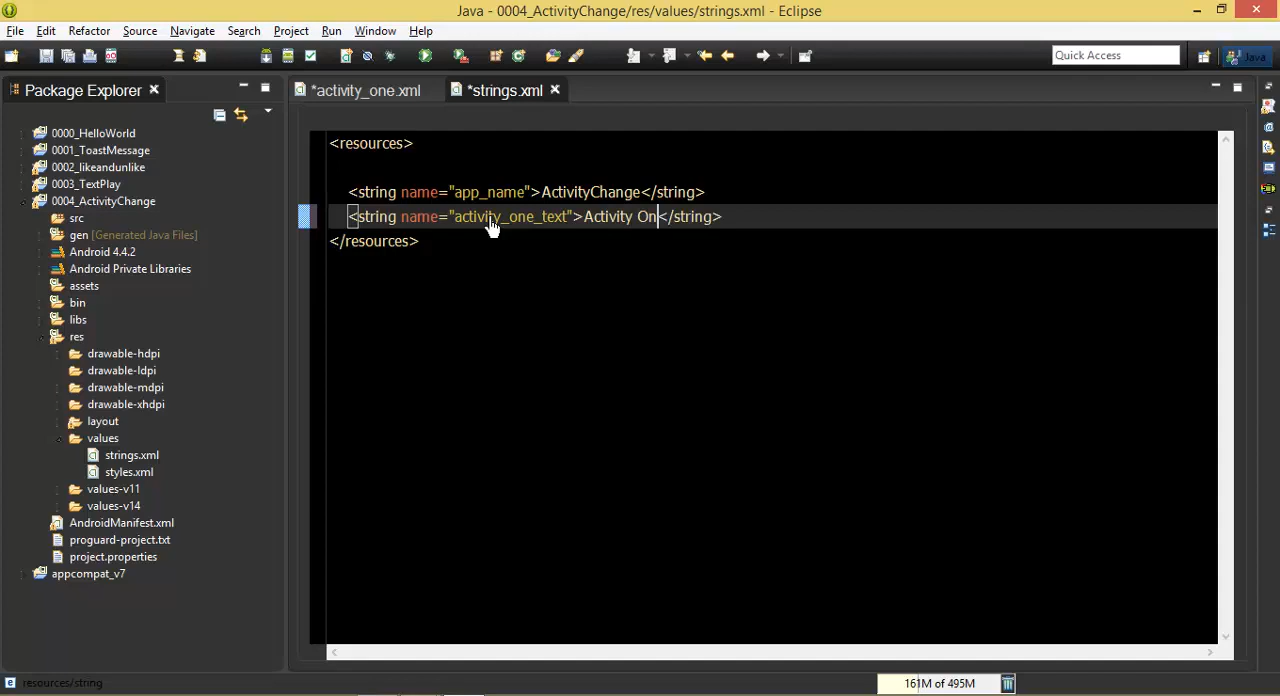 Java - 0004_ActivityChange/res/values/strings.xml - Eclipse
File Edit Refactor Source Navigate Search Project Run Window Help
Quick Access
Java
Package Explorer
*activity_one.xml
*strings.xml
0000_HelloWorld
0001_ToastMessage
0002_likeandunlike
0003_TextPlay
0004_ActivityChange
src
gen [Generated Java Files]
Android 4.4.2
Android Private Libraries
assets
bin
libs
res
drawable-hdpi
drawable-ldpi
drawable-mdpi
drawable-xhdpi
layout
values
strings.xml
styles.xml
values-v11
values-v14
AndroidManifest.xml
proguard-project.txt
project.properties
appcompat_v7
<resources>
<string name="app_name">ActivityChange</string>
<string name="activity_one_text">Activity On</string>
</resources>
resources/string
161M of 495M